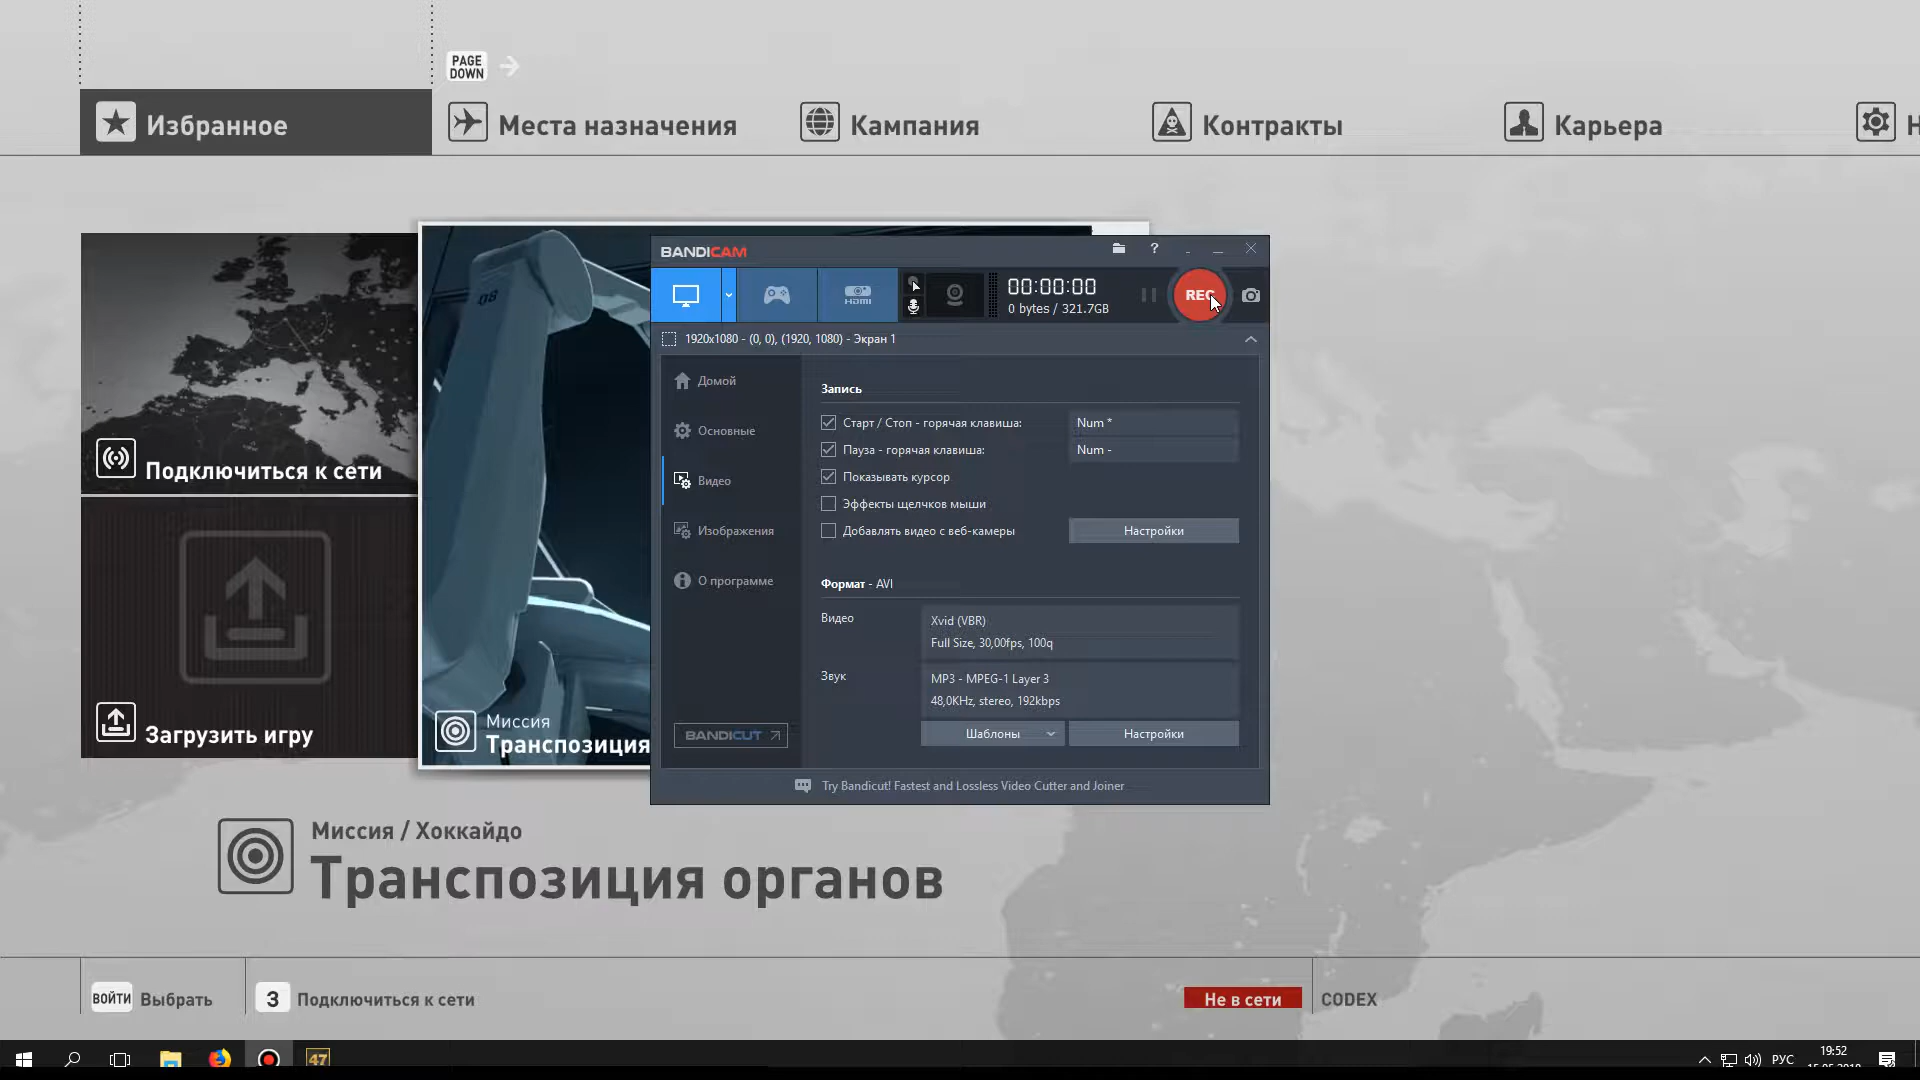 PAGE
DOWN
Избранное
Места назначения
Кампания
Контракты
Карьера
Подключиться к сети
Загрузить игру
08
Миссия
Транспозиция
BANDICAM
?
HDMI
00:00:00
0 bytes / 321.7GB
REC
1920x1080 - (0, 0), (1920, 1080) - Экран 1
Домой
Основные
Видео
Изображения
О программе
BANDICUT
Запись
Старт / Стоп - горячая клавиша: Num *
Пауза - горячая клавиша: Num -
Показывать курсор
Эффекты щелчков мыши
Добавлять видео с веб-камеры Настройки
Формат - AVI
Видео Xvid (VBR)
Full Size, 30,00fps, 100q
Звук MP3 - MPEG-1 Layer 3
48,0KHz, stereo, 192kbps
Шаблоны Настройки
Try Bandicut! Fastest and Lossless Video Cutter and Joiner
Миссия / Хоккайдо
Транспозиция органов
ВОЙТИ Выбрать
3 Подключиться к сети
Не в сети CODEX
47
РУС
19:52